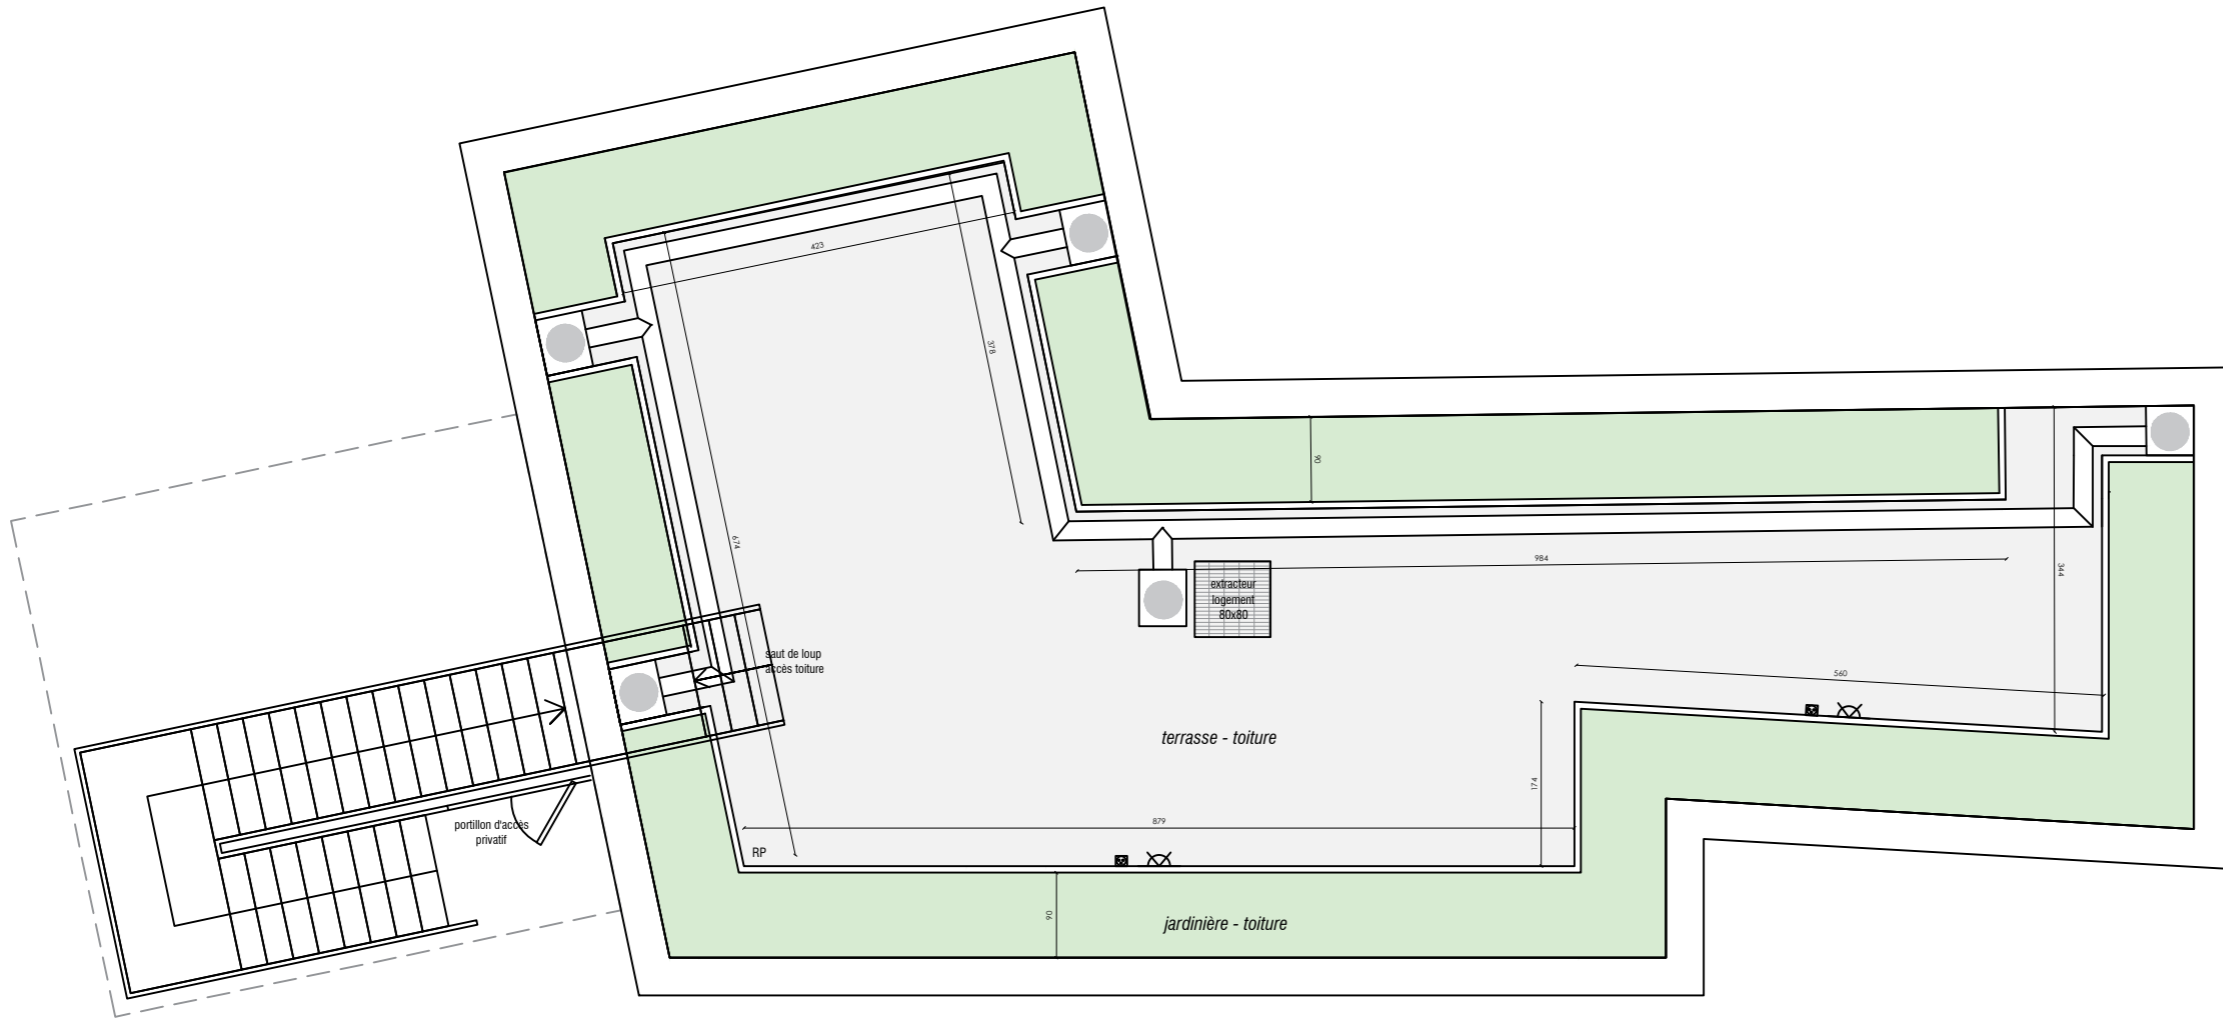 423
378
90
674
984
344
extracteur
logement
80x80
saut de loup
accès toiture
560
terrasse - toiture
174
portillon d'accès
privatif
879
RP
90
jardinière - toiture